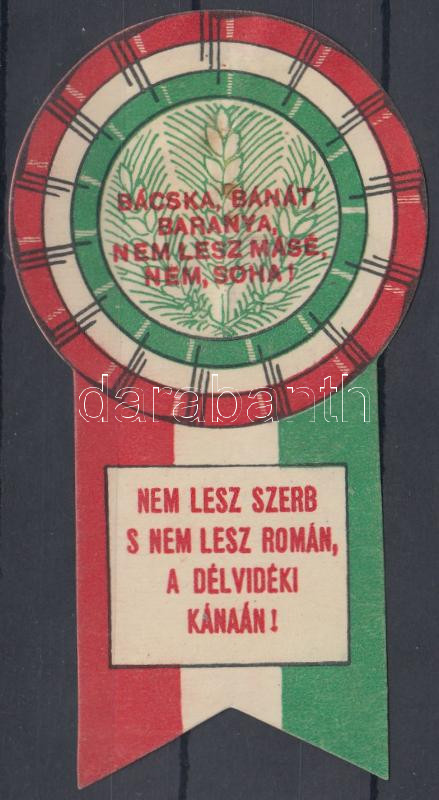 BÁCSKA, BÁNÁT,
BARANYA,
NEM LESZ MÁSÉ,
NEM, SOHA!
darabanth
NEM LESZ SZERB
S NEM LESZ ROMÁN,
A DÉLVIDÉKI
KÁNAÁN!